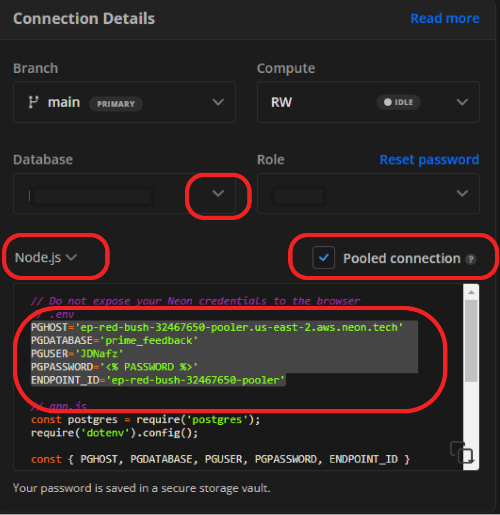 Connection Details Read more
Branch Compute
main PRIMARY RW IDLE
Database Role Reset password
Node.js Pooled connection ?
// Do not expose your Neon credentials to the browser
// .env
PGHOST='ep-red-bush-32467650-pooler.us-east-2.aws.neon.tech'
PGDATABASE='prime_feedback'
PGUSER='JDNafz'
PGPASSWORD='<% PASSWORD %>'
ENDPOINT_ID='ep-red-bush-32467650-pooler'
// app.js
const postgres = require('postgres');
require('dotenv').config();
const { PGHOST, PGDATABASE, PGUSER, PGPASSWORD, ENDPOINT_ID }
Your password is saved in a secure storage vault.